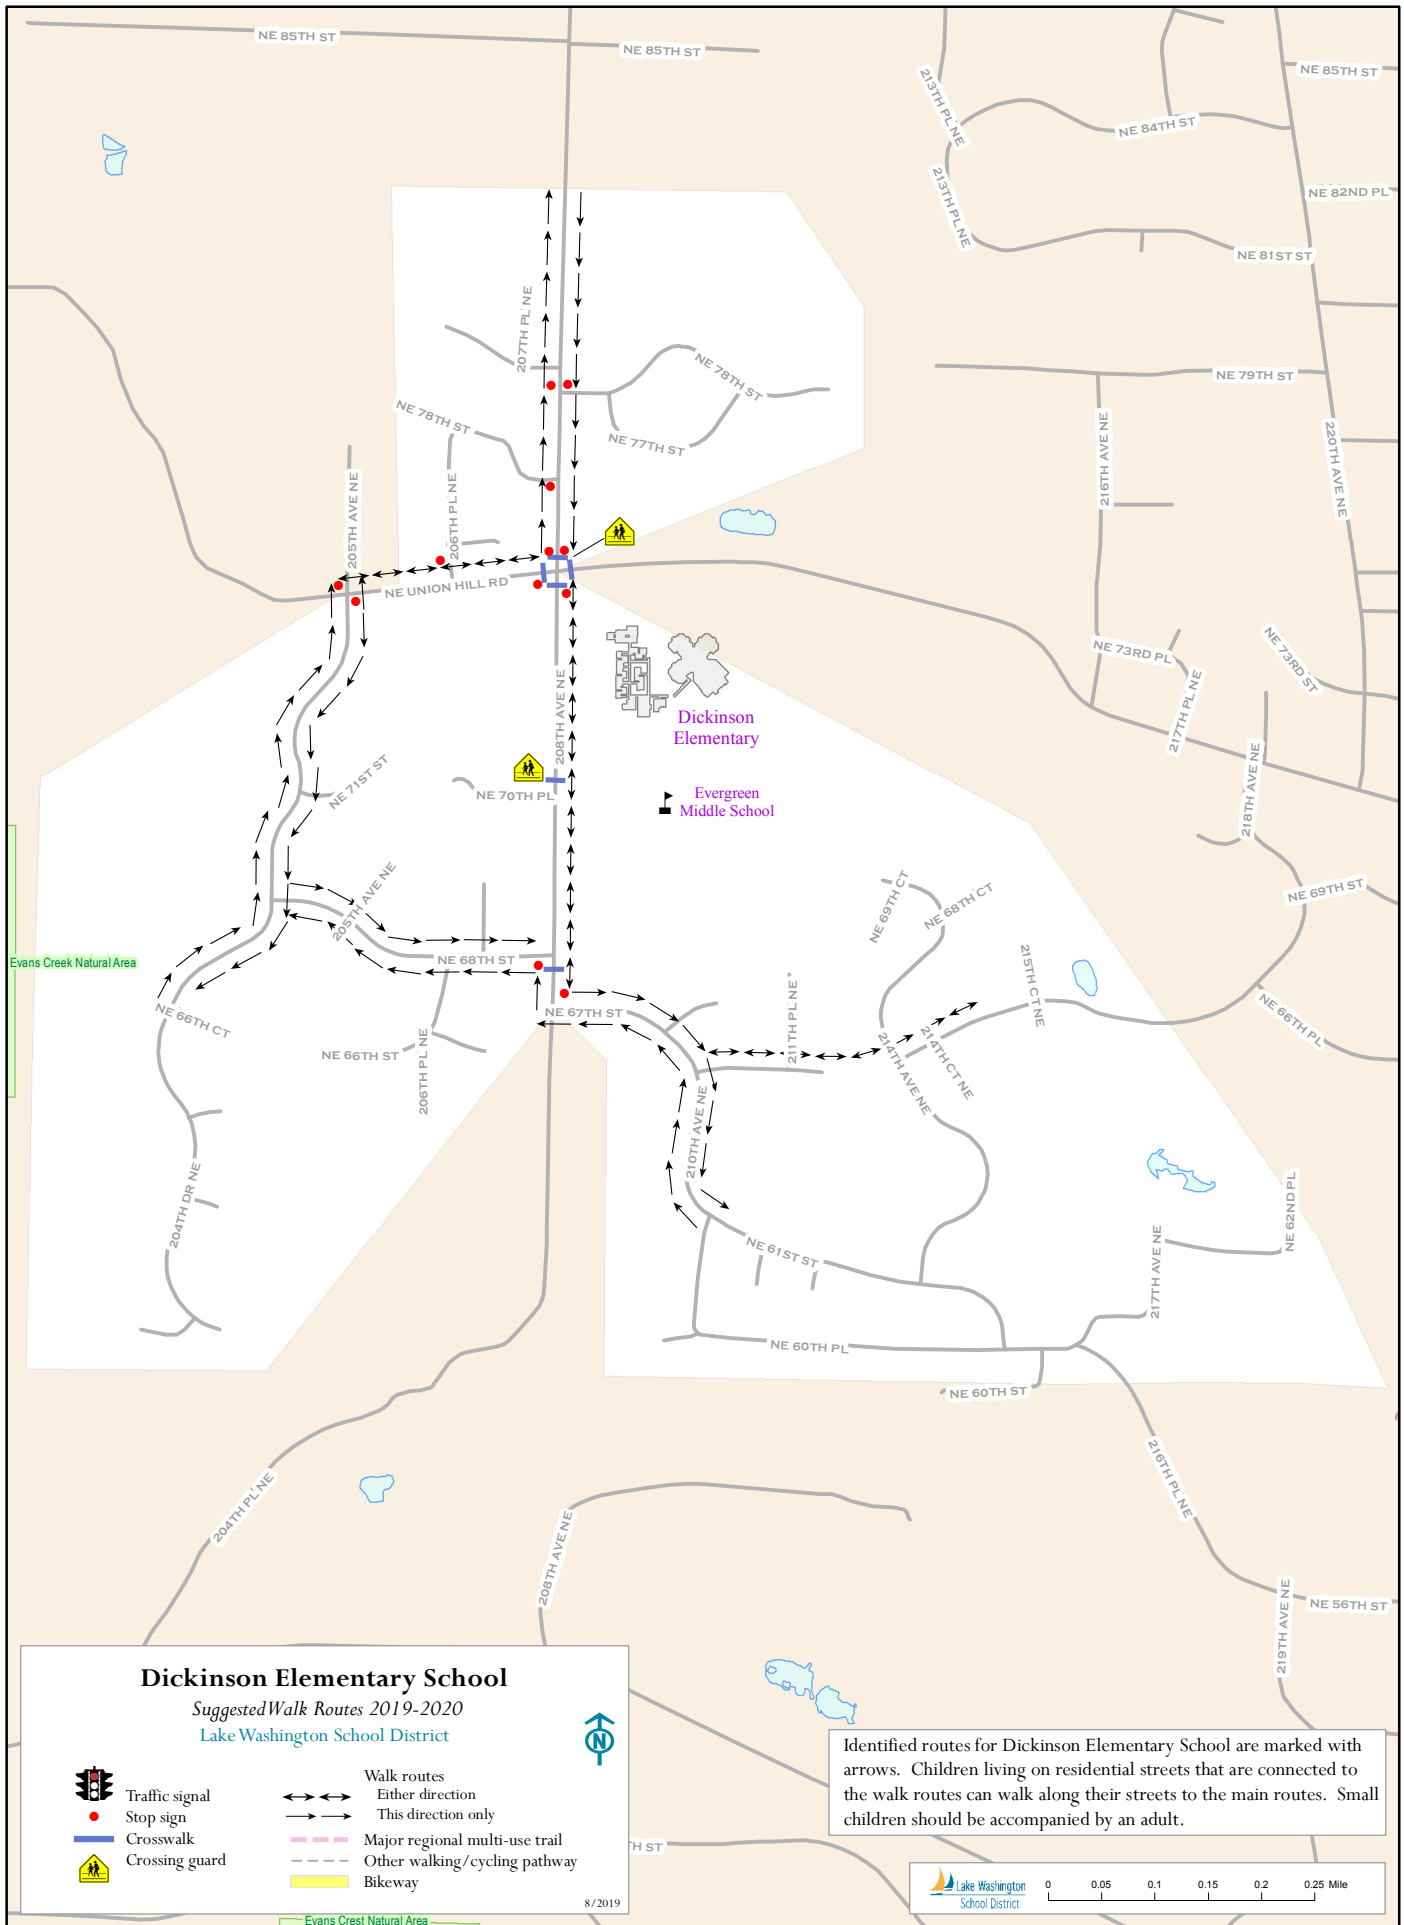 NE 85TH ST
NE 85TH ST
NE 85TH ST
213TH PL NE
NE 84TH ST
213TH PL NE
NE 82ND PL
NE 81ST ST
207TH PL NE
NE 78TH ST
NE 79TH ST
NE 78TH ST
NE 77TH ST
216TH AVE NE
220TH AVE NE
205TH AVE NE
206TH PL NE
NE UNION HILL RD
NE 73RD PL
NE 73RD ST
217TH PL NE
208TH AVE NE
Dickinson
Elementary
NE 71ST ST
NE 70TH PL
Evergreen
Middle School
218TH AVE NE
205TH AVE NE
NE 69TH CT
NE 68TH CT
NE 69TH ST
Evans Creek Natural Area
NE 68TH ST
215TH CT NE
211TH PL NE
NE 66TH CT
NE 67TH ST
NE 66TH PL
NE 66TH ST
206TH PL NE
214TH AVE NE
214TH CT NE
210TH AVE NE
204TH DR NE
NE 61ST ST
217TH AVE NE
NE 62ND PL
NE 60TH PL
NE 60TH ST
204TH PL NE
216TH PL NE
208TH AVE NE
NE 56TH ST
219TH AVE NE
TH ST
Dickinson Elementary School
Suggested Walk Routes 2019-2020
Lake Washington School District
N
Traffic signal
Stop sign
Crosswalk
Crossing guard
Walk routes
Either direction
This direction only
Major regional multi-use trail
Other walking/cycling pathway
Bikeway
8/2019
Evans Crest Natural Area
Identified routes for Dickinson Elementary School are marked with
arrows. Children living on residential streets that are connected to
the walk routes can walk along their streets to the main routes. Small
children should be accompanied by an adult.
Lake Washington
School District
0 0.05 0.1 0.15 0.2 0.25 Mile